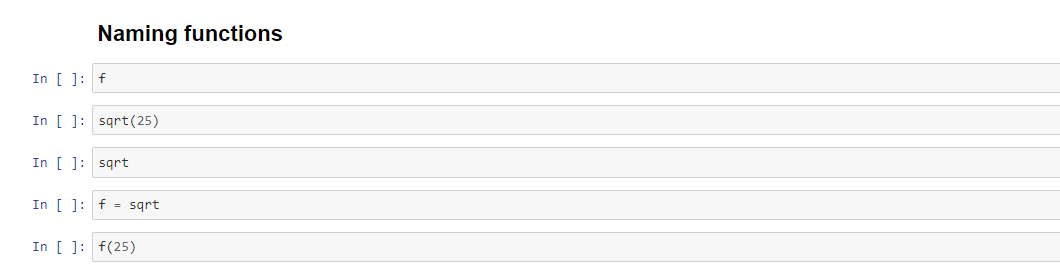 Naming functions
In [ ]: f
In [ ]: sqrt(25)
In [ ]: sqrt
In [ ]: f = sqrt
In [ ]: f(25)